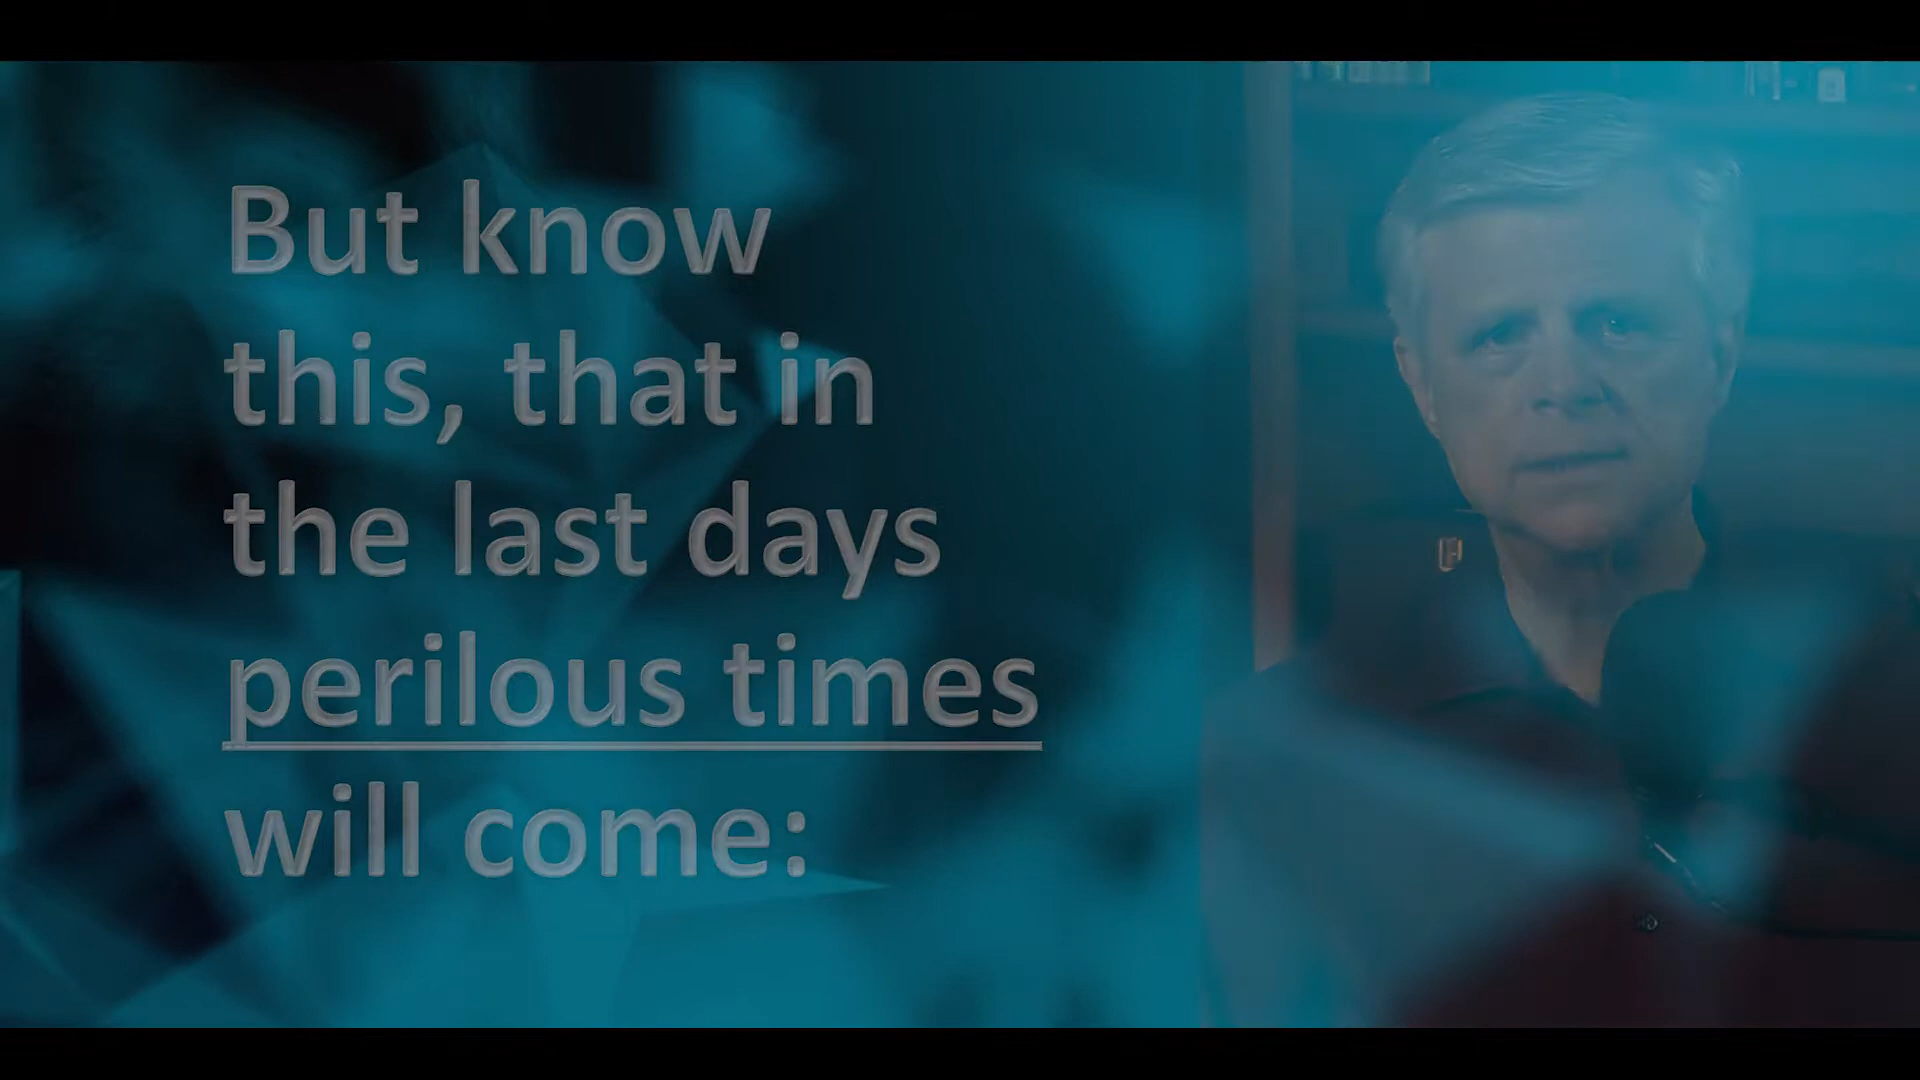 But know
this, that in
the last days
perilous times
will come: